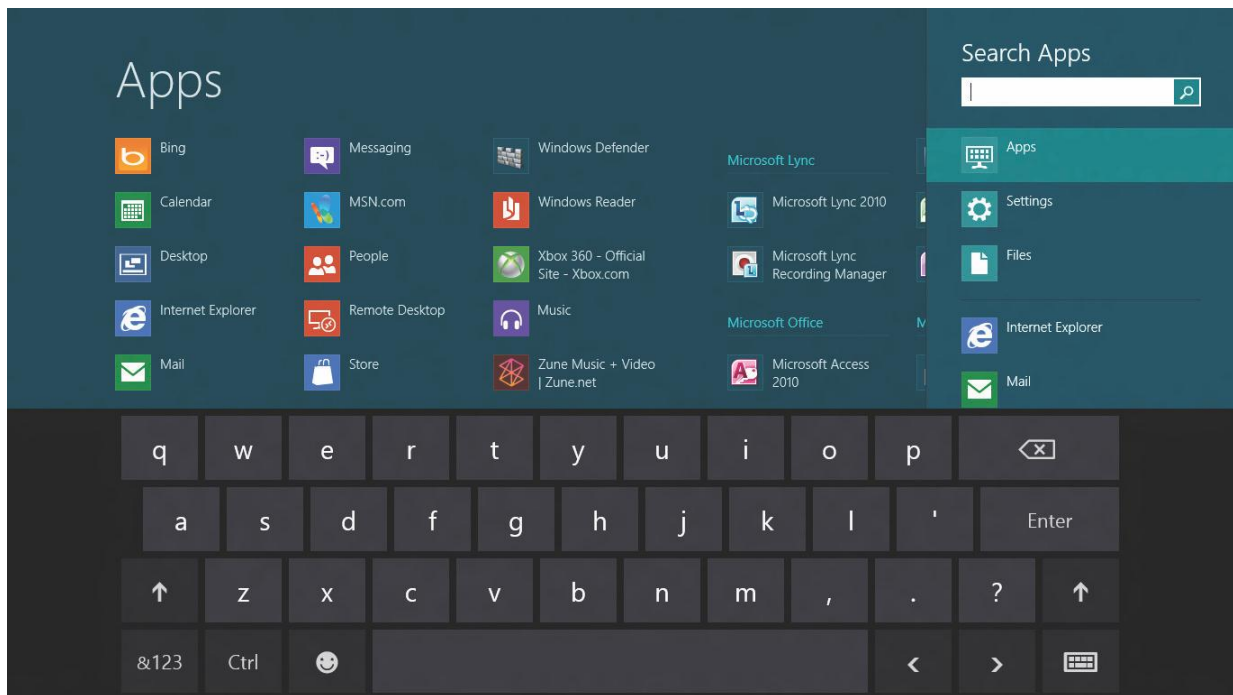 Apps
Bing
Calendar
Desktop
Internet Explorer
Mail
Messaging
MSN.com
People
Remote Desktop
Store
Windows Defender
Windows Reader
Xbox 360 - Official
Site - Xbox.com
Music
Zune Music + Video
| Zune.net
Microsoft Lync
Microsoft Lync 2010
Microsoft Lync
Recording Manager
Microsoft Office
Microsoft Access
2010
M
Search Apps
Apps
Settings
Files
Internet Explorer
Mail
q w e r t y u i o p
a s d f g h j k l ' Enter
z x c v b n m , . ?
&123 Ctrl < >